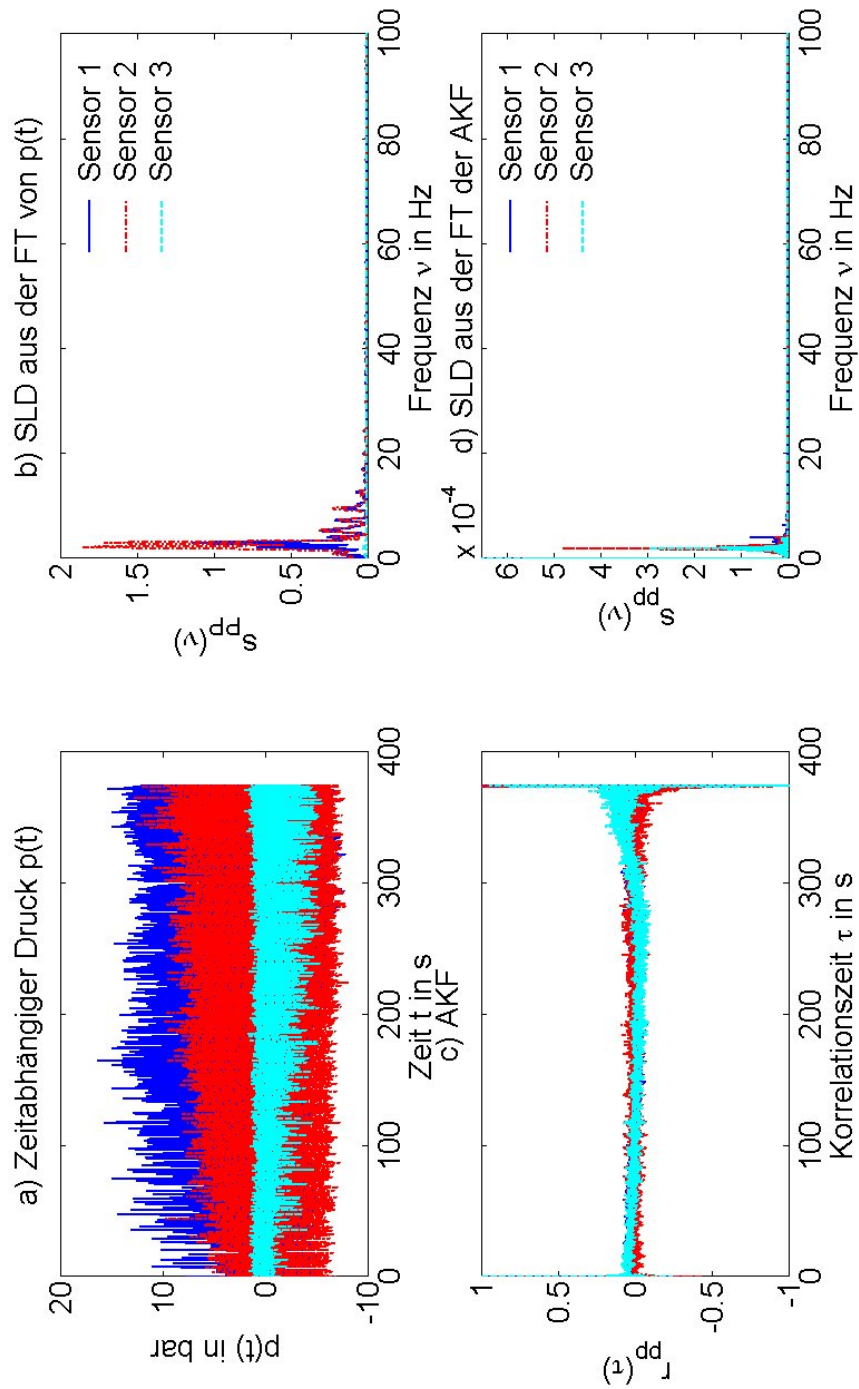 a) Zeitabhängiger Druck p(t)
p(t) in bar
20
10
0
-10
0
100
200
300
400
Zeit t in s
b) SLD aus der FT von p(t)
s_pp(ν)
2
1.5
1
0.5
0
0
20
40
60
80
100
Frequenz ν in Hz
Sensor 1
Sensor 2
Sensor 3
c) AKF
r_pp(τ)
1
0.5
0
-0.5
-1
0
100
200
300
400
Korrelationszeit τ in s
d) SLD aus der FT der AKF
x 10^-4
s_pp(ν)
6
5
4
3
2
1
0
0
20
40
60
80
100
Frequenz ν in Hz
Sensor 1
Sensor 2
Sensor 3